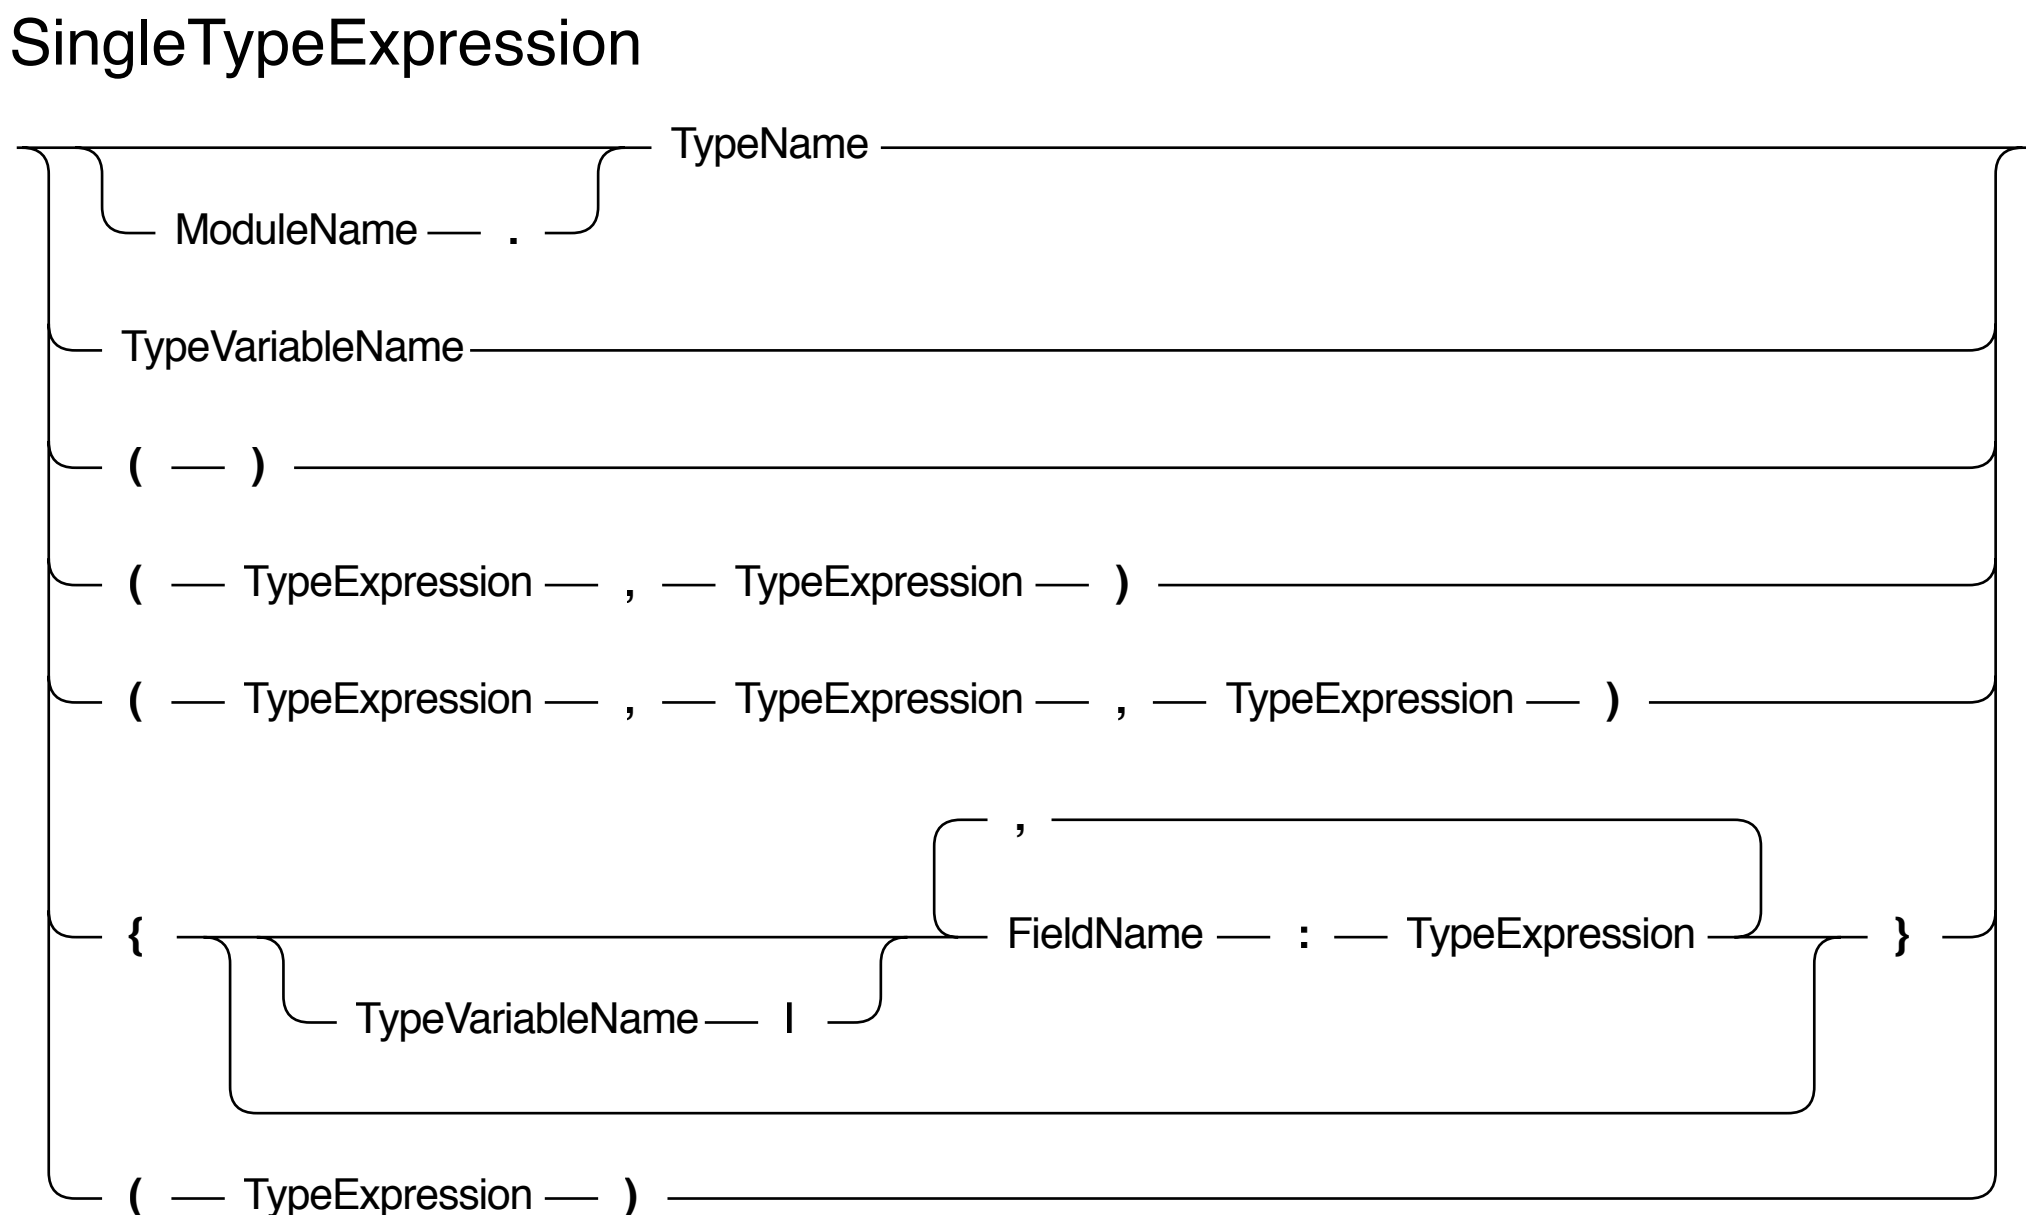 SingleTypeExpression
TypeName
ModuleName .
TypeVariableName
( )
( TypeExpression , TypeExpression )
( TypeExpression , TypeExpression , TypeExpression )
,
{ FieldName : TypeExpression }
TypeVariableName |
( TypeExpression )